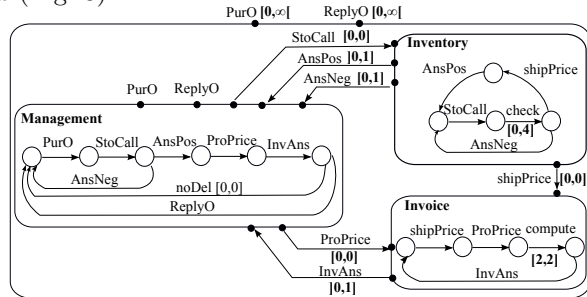 PurO [0,∞[ ReplyO [0,∞[
StoCall [0,0]
Inventory
AnsPos [0,1]
AnsNeg [0,1]
AnsPos shipPrice
StoCall check
[0,4]
AnsNeg
PurO ReplyO
Management
PurO StoCall AnsPos ProPrice InvAns
AnsNeg
noDel [0,0]
ReplyO
shipPrice [0,0]
Invoice
shipPrice ProPrice compute
[2,2]
InvAns
ProPrice
[0,0]
InvAns
[0,1]